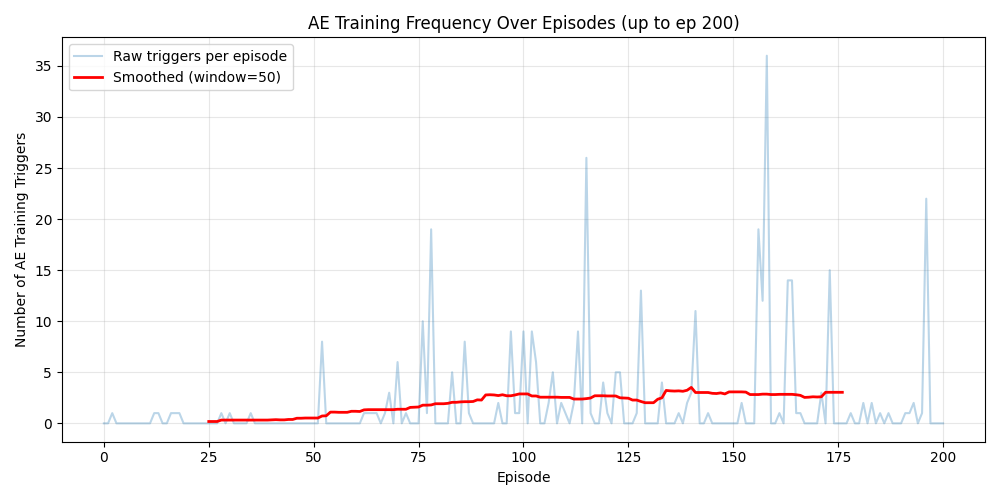 AE Training Frequency Over Episodes (up to ep 200)
Raw triggers per episode
Smoothed (window=50)
Number of AE Training Triggers
35
30
25
20
15
10
5
0
0 25 50 75 100 125 150 175 200
Episode